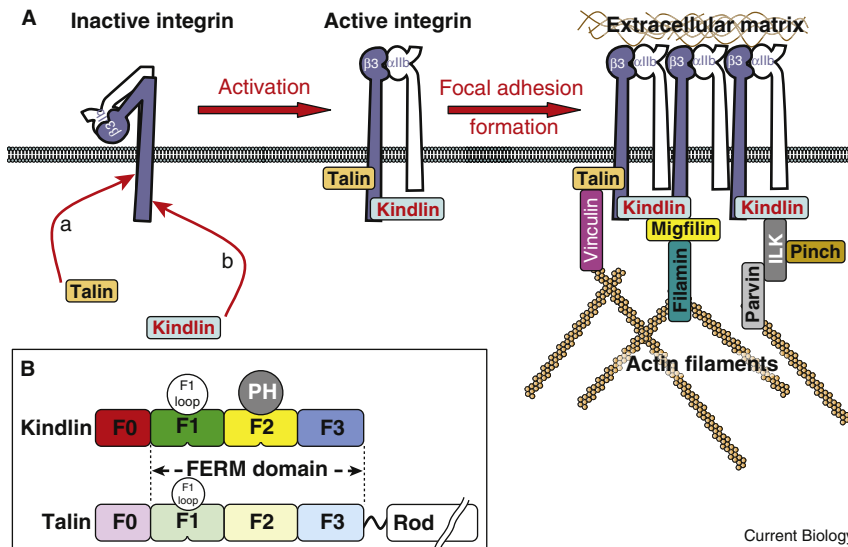 A
Inactive integrin
Active integrin
Extracellular matrix
β3
αIIb
Activation
β3
αIIb
Focal adhesion
formation
β3
αIIb
β3
αIIb
β3
αIIb
Talin
Kindlin
a
Talin
b
Kindlin
Talin
Kindlin
Kindlin
Vinculin
Migfilin
Filamin
ILK
Pinch
Parvin
Actin filaments
B
F1
loop
PH
Kindlin
F0
F1
F2
F3
FERM domain
F1
loop
Talin
F0
F1
F2
F3
Rod
Current Biology